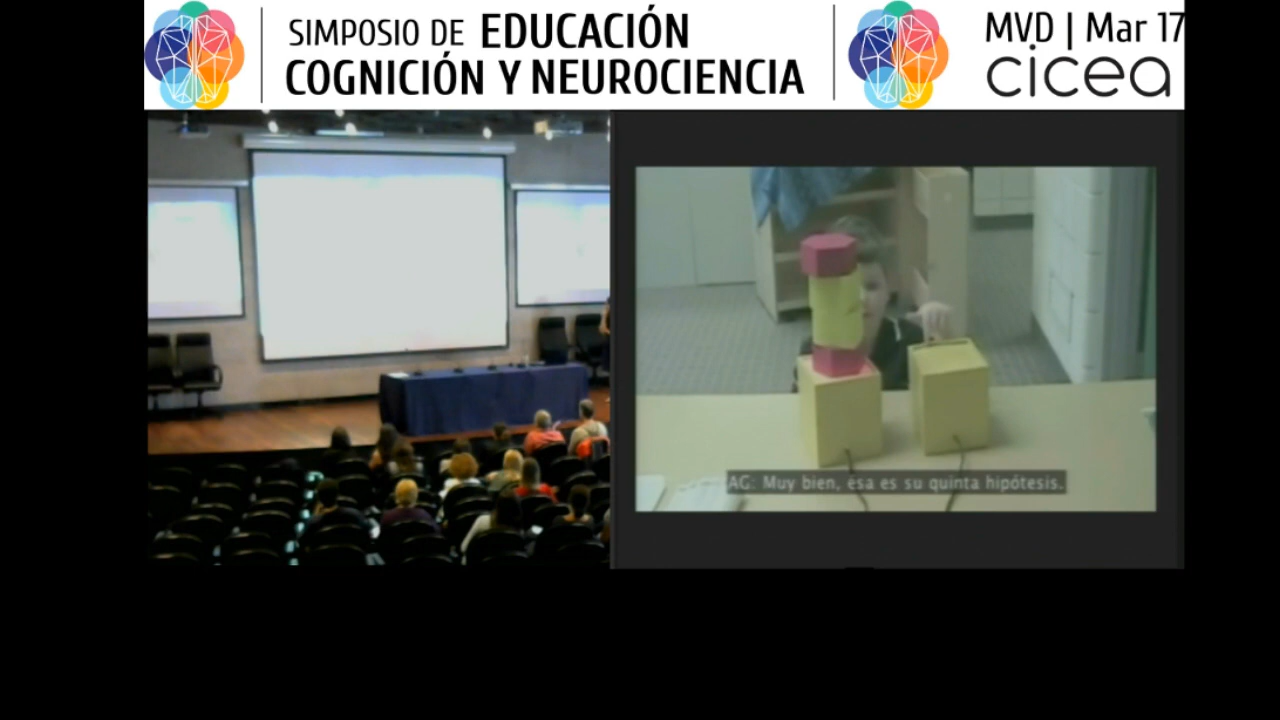 SIMPOSIO DE EDUCACIÓN
COGNICIÓN Y NEUROCIENCIA
MVD | Mar 17
cicea
AG: Muy bien, ésa es su quinta hipótesis.